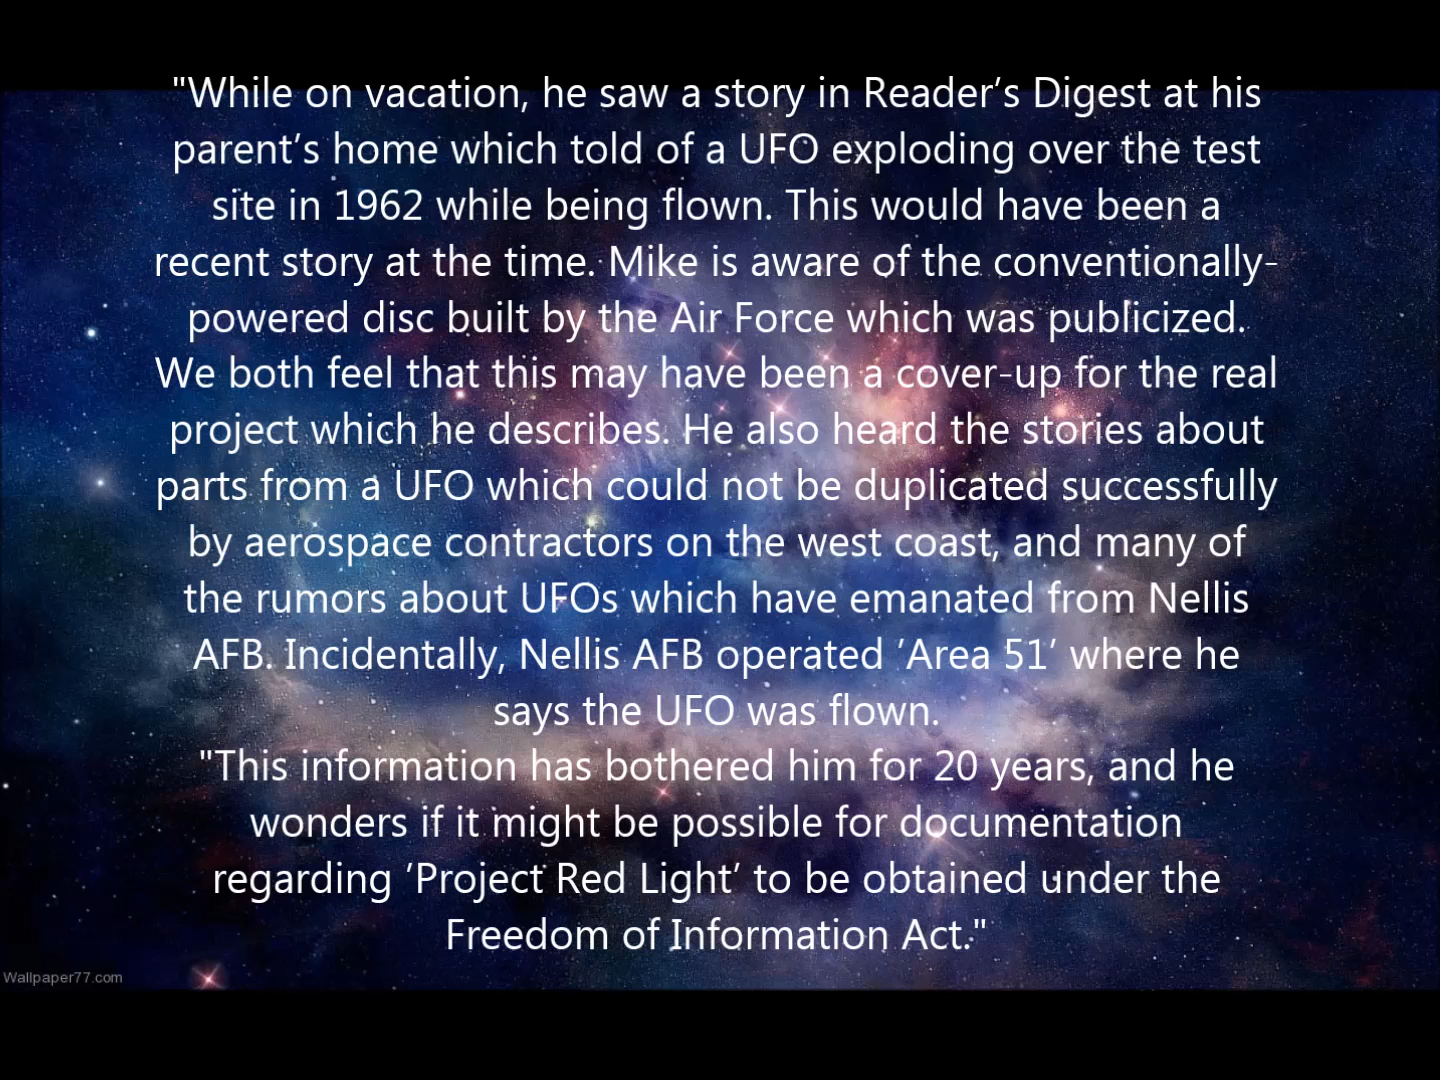 "While on vacation, he saw a story in Reader’s Digest at his
parent’s home which told of a UFO exploding over the test
site in 1962 while being flown. This would have been a
recent story at the time. Mike is aware of the conventionally-
powered disc built by the Air Force which was publicized.
We both feel that this may have been a cover-up for the real
project which he describes. He also heard the stories about
parts from a UFO which could not be duplicated successfully
by aerospace contractors on the west coast, and many of
the rumors about UFOs which have emanated from Nellis
AFB. Incidentally, Nellis AFB operated ’Area 51’ where he
says the UFO was flown.
"This information has bothered him for 20 years, and he
wonders if it might be possible for documentation
regarding ’Project Red Light’ to be obtained under the
Freedom of Information Act."
Wallpaper77.com